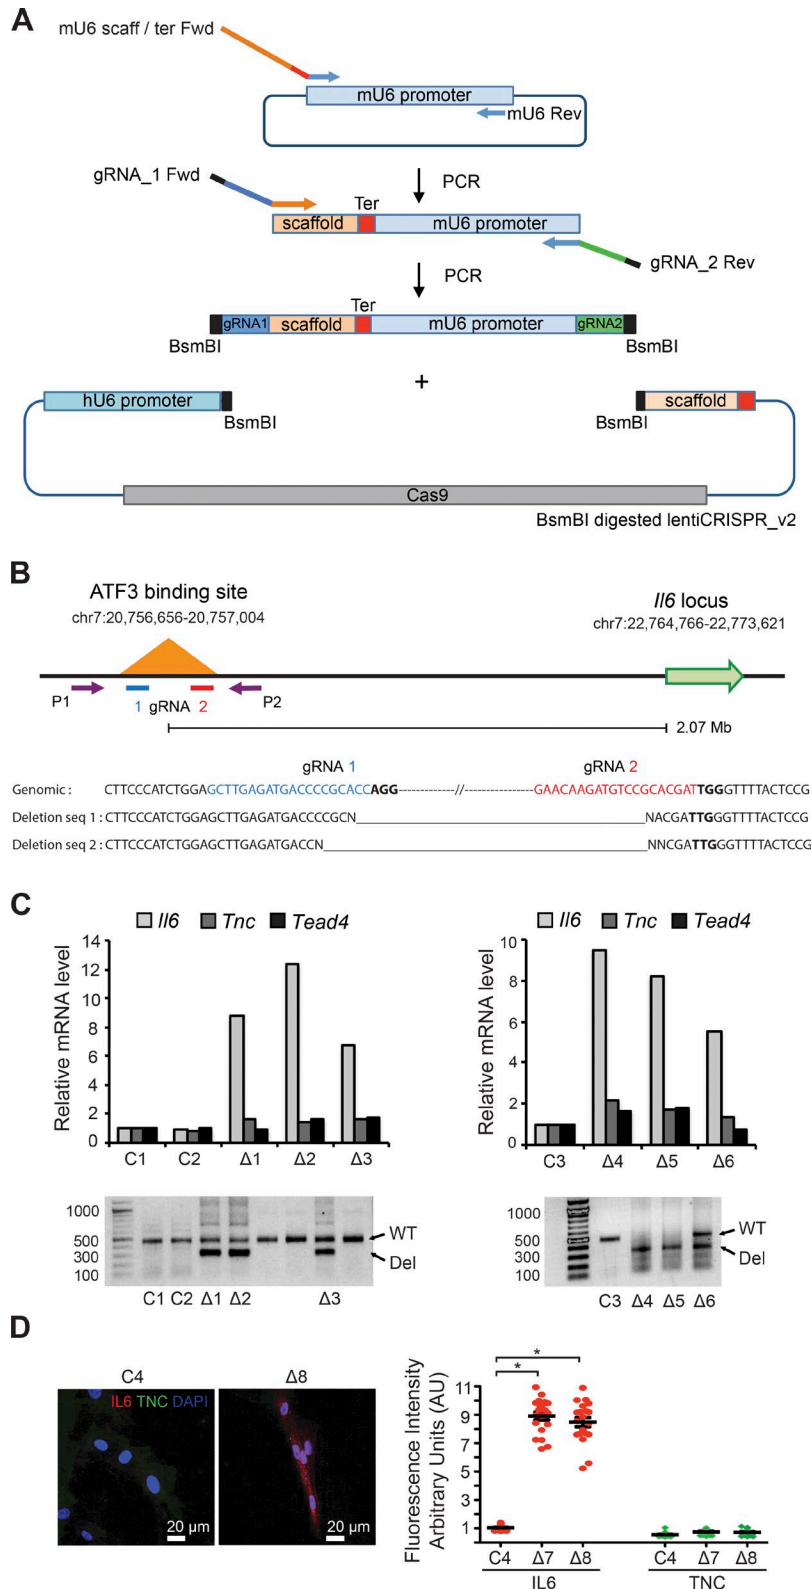 A
mU6 scaff / ter Fwd
mU6 promoter
mU6 Rev
PCR
gRNA_1 Fwd
Ter
scaffold
mU6 promoter
gRNA_2 Rev
PCR
Ter
gRNA1
scaffold
mU6 promoter
gRNA2
BsmBI
BsmBI
+
hU6 promoter
BsmBI
scaffold
BsmBI
Cas9
BsmBI digested lentiCRISPR_v2
B
ATF3 binding site
chr7:20,756,656-20,757,004
Il6 locus
chr7:22,764,766-22,773,621
P1
1 gRNA 2
P2
2.07 Mb
gRNA 1
gRNA 2
Genomic : CTTCCCATCTGGAGCTTGAGATGACCCCGCACCAGG--------------//-----------------GAACAAGATGTCCGCACGATTGGGTTTTACTCCG
Deletion seq 1 : CTTCCCATCTGGAGCTTGAGATGACCCCGCN NACGATTGGGTTTTACTCCG
Deletion seq 2 : CTTCCCATCTGGAGCTTGAGATGACCN NNCGATTGGGTTTTACTCCG
C
Il6 Tnc Tead4
Relative mRNA level
14
12
10
8
6
4
2
0
C1 C2 Δ1 Δ2 Δ3
1000
500
300
100
WT
Del
C1 C2 Δ1 Δ2 Δ3
Il6 Tnc Tead4
Relative mRNA level
10
8
6
4
2
0
C3 Δ4 Δ5 Δ6
1000
500
300
100
WT
Del
C3 Δ4 Δ5 Δ6
D
C4
IL6 TNC DAPI
20 µm
Δ8
20 µm
Fluorescence Intensity
Arbitrary Units (AU)
*
*
11
9
7
5
3
1
C4 Δ7 Δ8
C4 Δ7 Δ8
IL6
TNC